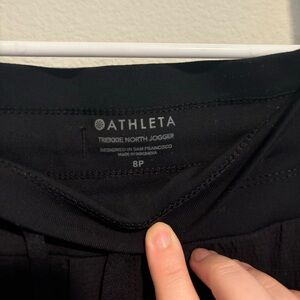 ATHLETA
TREKKIE NORTH JOGGER
DESIGNED IN SAN FRANCISCO
MADE IN INDONESIA
8P